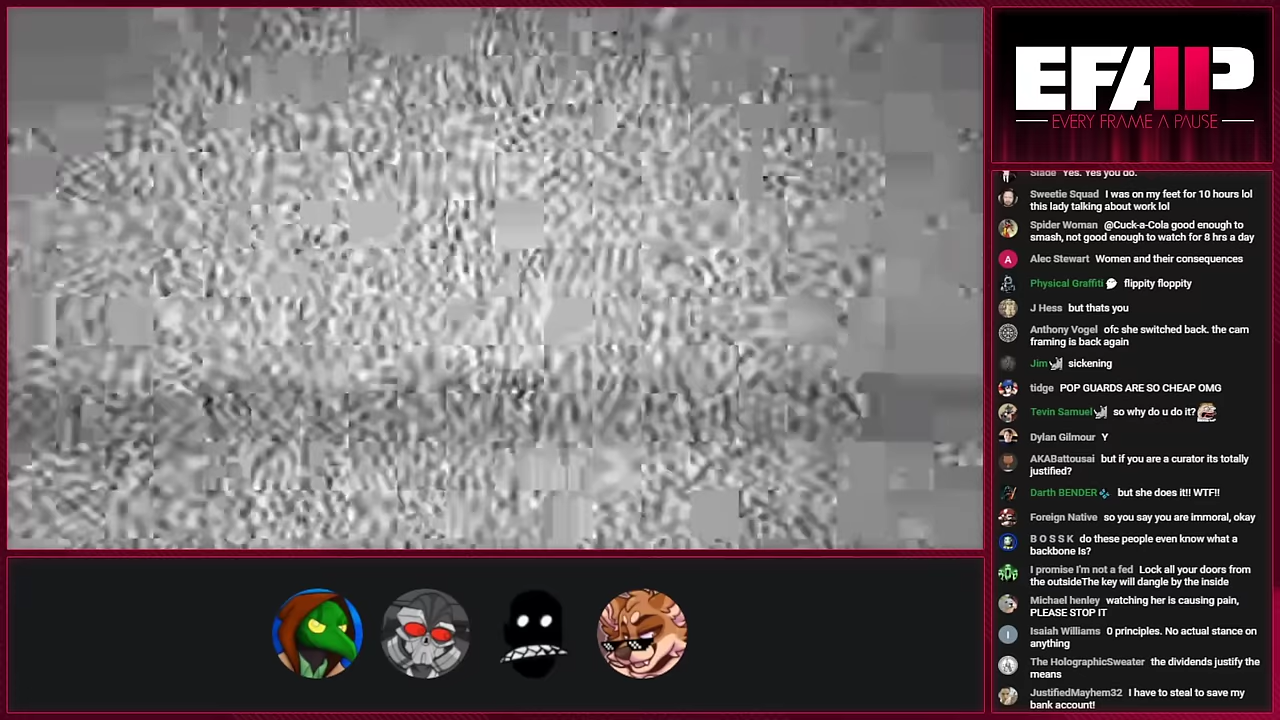 EFAP
EVERY FRAME A PAUSE
Slade Yes. Yes you do.
Sweetie Squad I was on my feet for 10 hours lol
this lady talking about work lol
Spider Woman @Cuck-a-Cola good enough to
smash, not good enough to watch for 8 hrs a day
A
Alec Stewart Women and their consequences
Physical Graffiti flippity floppity
J Hess but thats you
Anthony Vogel ofc she switched back. the cam
framing is back again
Jim sickening
tidge POP GUARDS ARE SO CHEAP OMG
Tevin Samuel so why do u do it?
Dylan Gilmour Y
AKABattousai but if you are a curator its totally
justified?
Darth BENDER but she does it!! WTF!!
Foreign Native so you say you are immoral, okay
B O S S K do these people even know what a
backbone is?
I promise I'm not a fed Lock all your doors from
the outsideThe key will dangle by the inside
Michael henley watching her is causing pain,
PLEASE STOP IT
I
Isaiah Williams 0 principles. No actual stance on
anything
The HolographicSweater the dividends justify the
means
JustifiedMayhem32 I have to steal to save my
bank account!